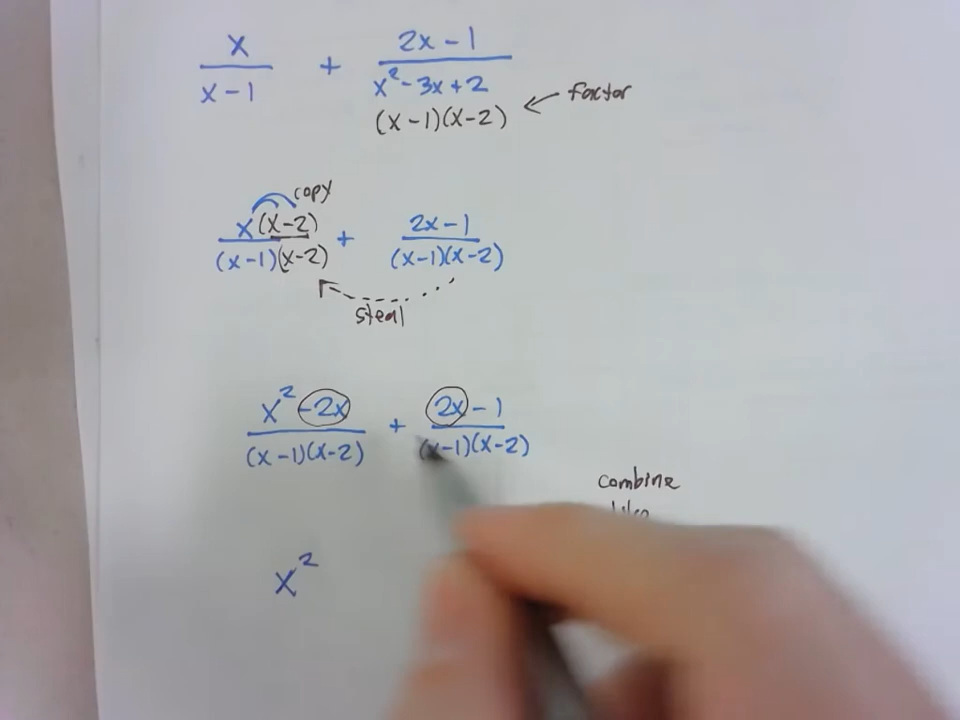 x/(x-1) + (2x-1)/(x²-3x+2)
(x-1)(x-2) ← factor
copy
x(x-2)/((x-1)(x-2)) + (2x-1)/((x-1)(x-2))
steal
(x²-2x)/((x-1)(x-2)) + (2x-1)/((x-1)(x-2))
combine
x²